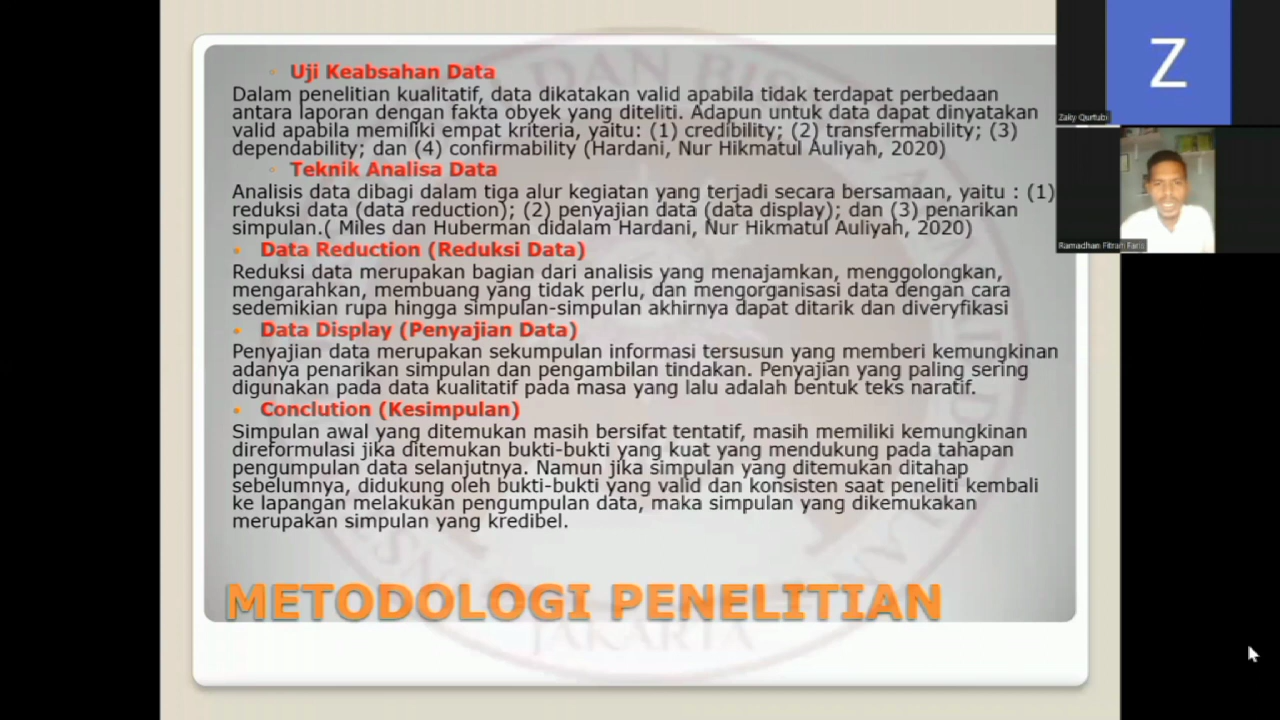 Uji Keabsahan Data
Dalam penelitian kualitatif, data dikatakan valid apabila tidak terdapat perbedaan
antara laporan dengan fakta obyek yang diteliti. Adapun untuk data dapat dinyatakan
valid apabila memiliki empat kriteria, yaitu: (1) credibility; (2) transfermability; (3)
dependability; dan (4) confirmability (Hardani, Nur Hikmatul Auliyah, 2020)
Teknik Analisa Data
Analisis data dibagi dalam tiga alur kegiatan yang terjadi secara bersamaan, yaitu : (1)
reduksi data (data reduction); (2) penyajian data (data display); dan (3) penarikan
simpulan.( Miles dan Huberman didalam Hardani, Nur Hikmatul Auliyah, 2020)
Data Reduction (Reduksi Data)
Reduksi data merupakan bagian dari analisis yang menajamkan, menggolongkan,
mengarahkan, membuang yang tidak perlu, dan mengorganisasi data dengan cara
sedemikian rupa hingga simpulan-simpulan akhirnya dapat ditarik dan diveryfikasi
Data Display (Penyajian Data)
Penyajian data merupakan sekumpulan informasi tersusun yang memberi kemungkinan
adanya penarikan simpulan dan pengambilan tindakan. Penyajian yang paling sering
digunakan pada data kualitatif pada masa yang lalu adalah bentuk teks naratif.
Conclution (Kesimpulan)
Simpulan awal yang ditemukan masih bersifat tentatif, masih memiliki kemungkinan
direformulasi jika ditemukan bukti-bukti yang kuat yang mendukung pada tahapan
pengumpulan data selanjutnya. Namun jika simpulan yang ditemukan ditahap
sebelumnya, didukung oleh bukti-bukti yang valid dan konsisten saat peneliti kembali
ke lapangan melakukan pengumpulan data, maka simpulan yang dikemukakan
merupakan simpulan yang kredibel.
METODOLOGI PENELITIAN
JAKARTA
Z
Zaky Qurtubi
Ramadhan Fitrah Faris